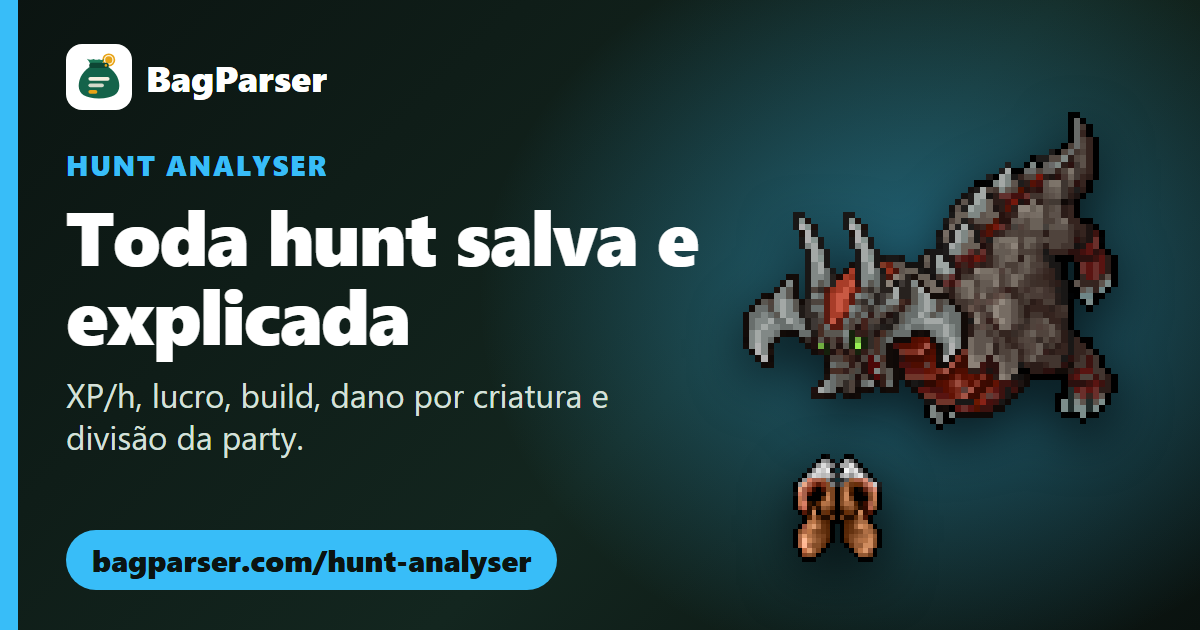 BagParser
HUNT ANALYSER
Toda hunt salva e
explicada
XP/h, lucro, build, dano por criatura e
divisão da party.
bagparser.com/hunt-analyser